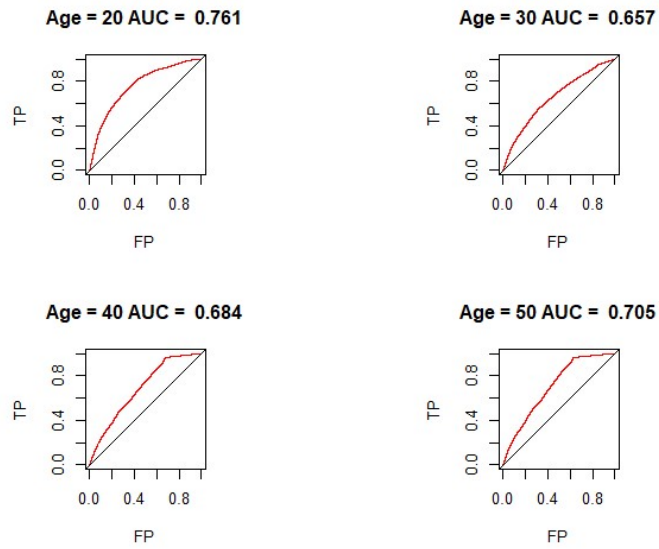 Age = 20 AUC = 0.761
TP
0.0 0.4 0.8
0.0 0.4 0.8
FP
Age = 30 AUC = 0.657
TP
0.0 0.4 0.8
0.0 0.4 0.8
FP
Age = 40 AUC = 0.684
TP
0.0 0.4 0.8
0.0 0.4 0.8
FP
Age = 50 AUC = 0.705
TP
0.0 0.4 0.8
0.0 0.4 0.8
FP